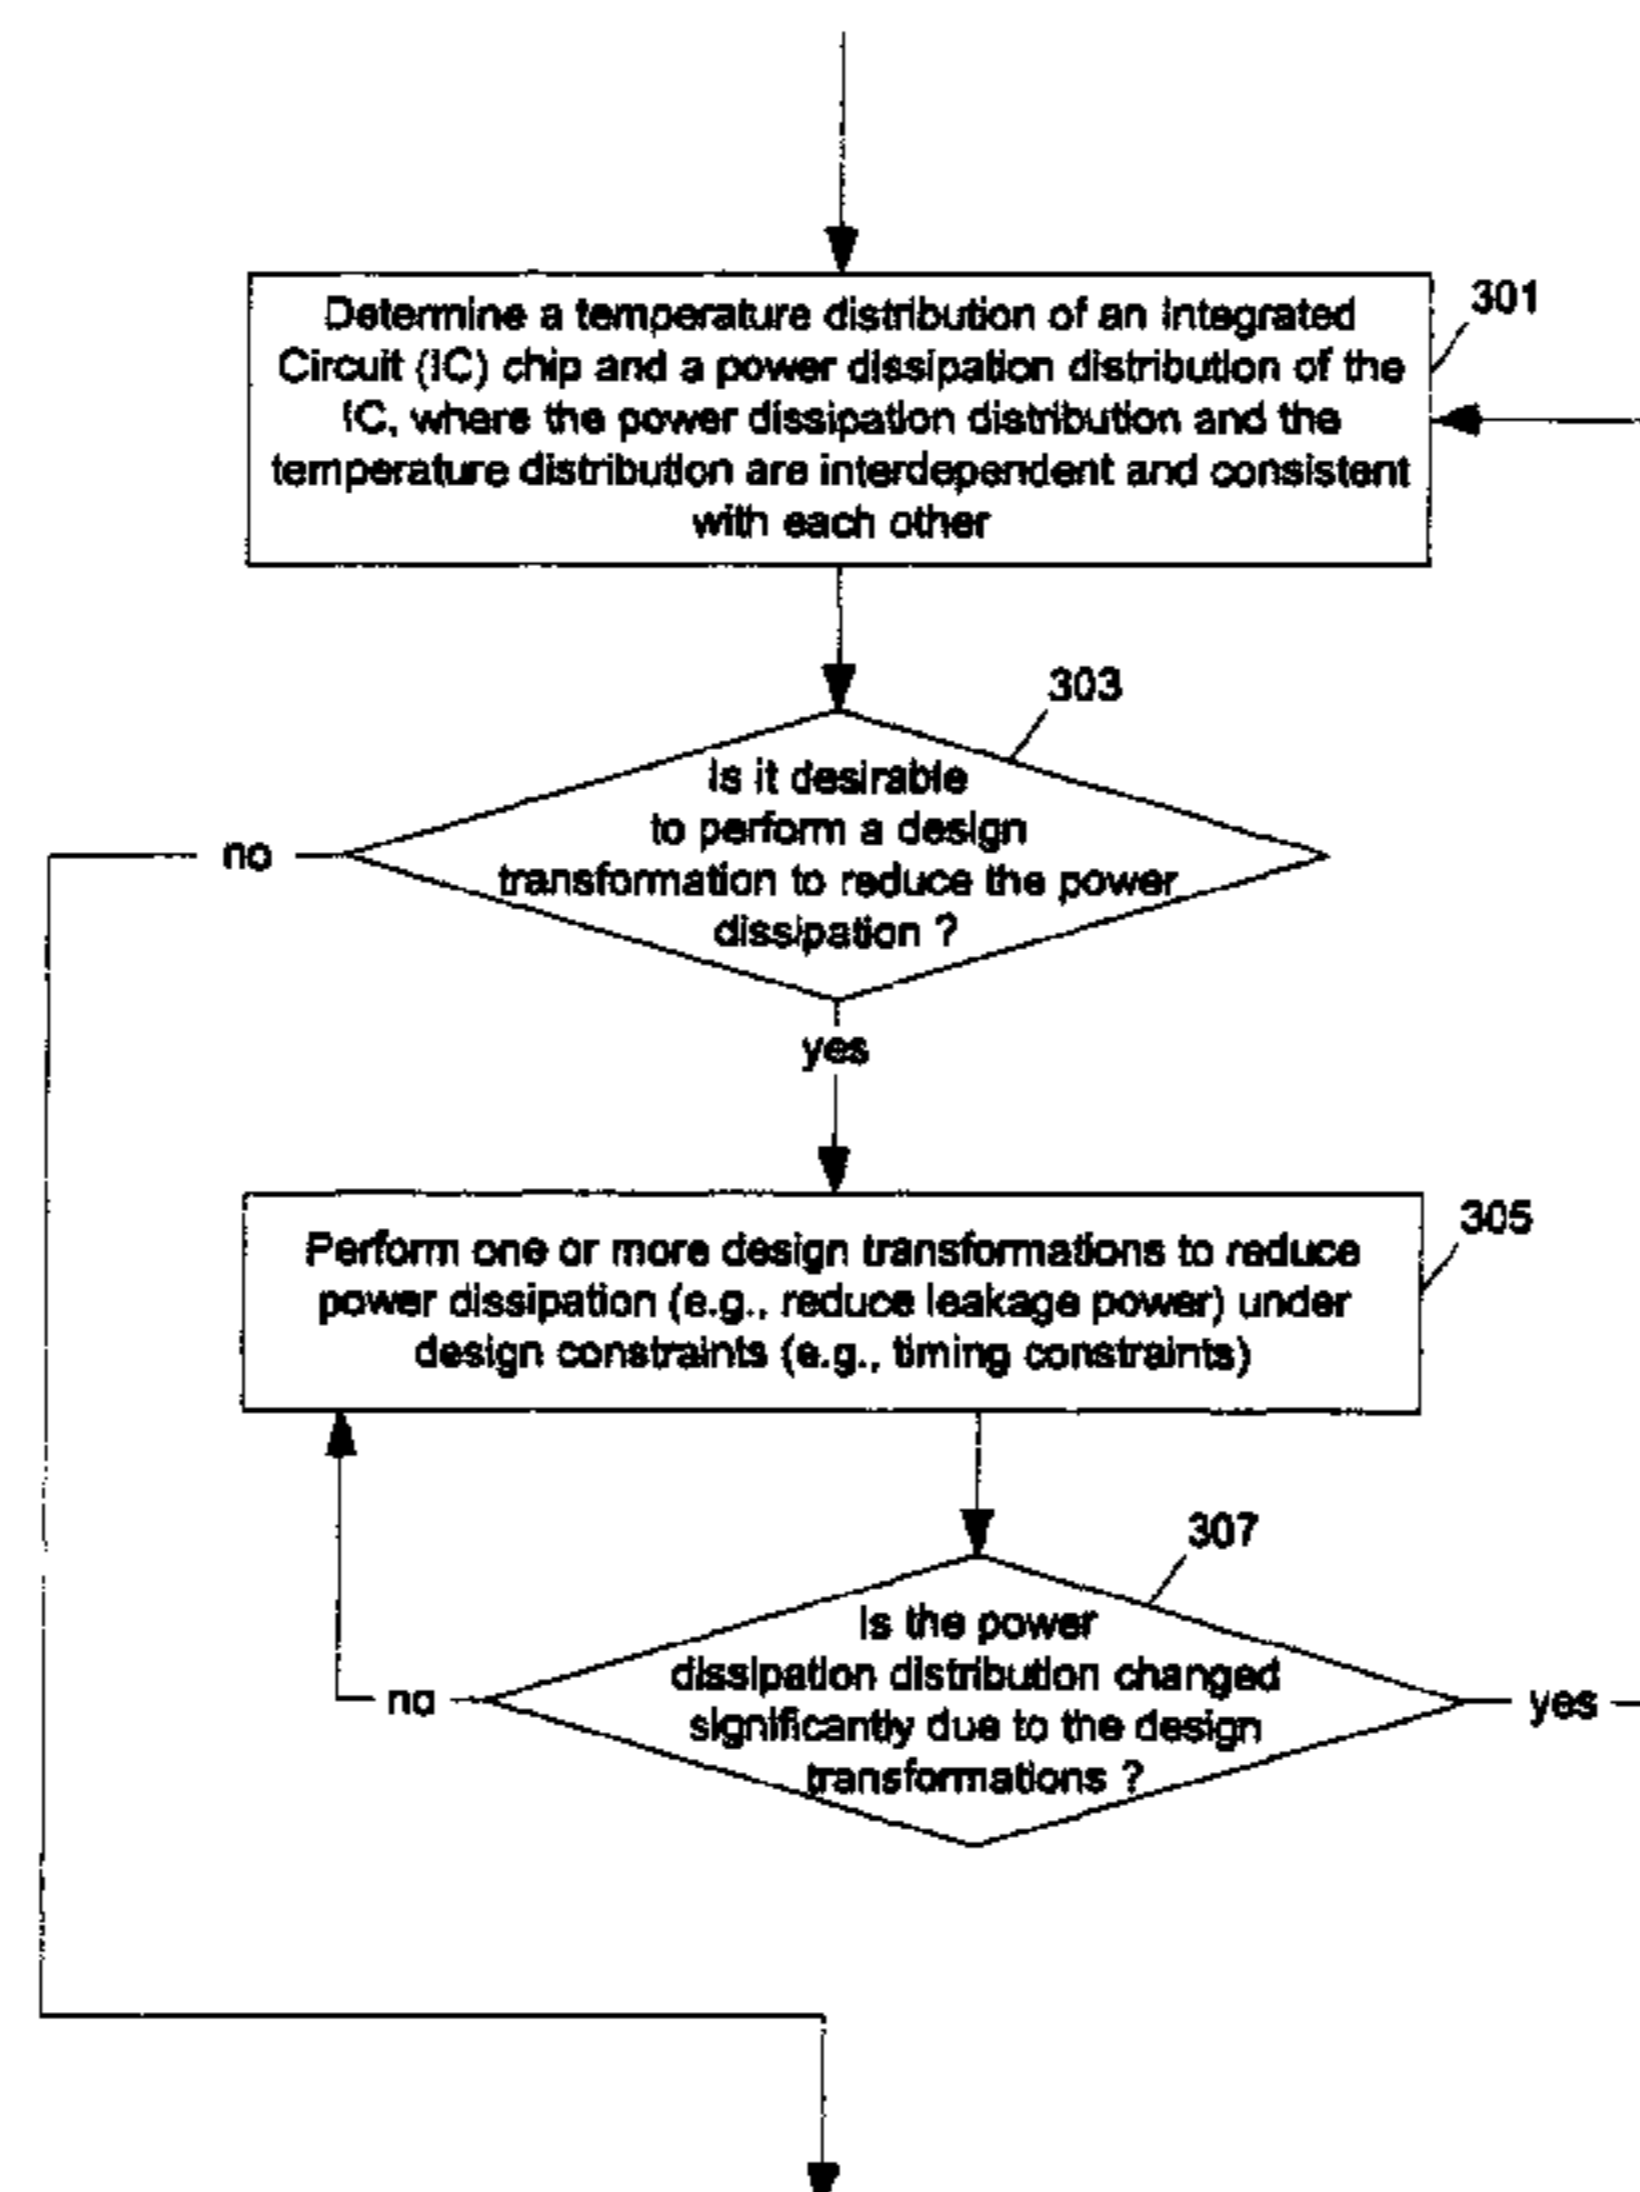 Determine a temperature distribution of an Integrated
Circuit (IC) chip and a power dissipation distribution of the
IC, where the power dissipation distribution and the
temperature distribution are interdependent and consistent
with each other
301
303
Is it desirable
to perform a design
transformation to reduce the power
dissipation ?
no
yes
Perform one or more design transformations to reduce
power dissipation (e.g., reduce leakage power) under
design constraints (e.g., timing constraints)
305
307
Is the power
dissipation distribution changed
significantly due to the design
transformations ?
no
yes